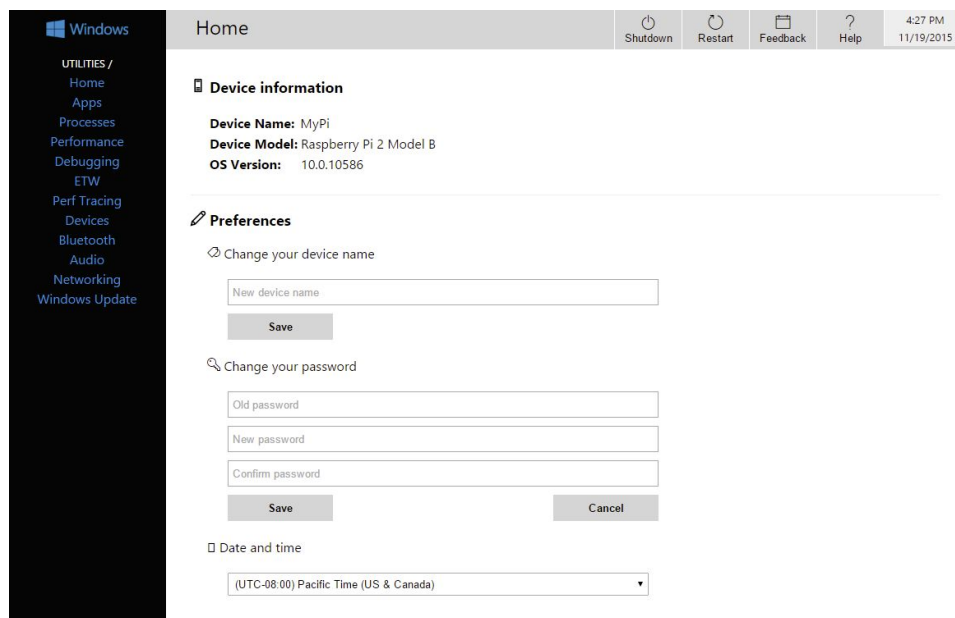 Windows
UTILITIES /
Home
Apps
Processes
Performance
Debugging
ETW
Perf Tracing
Devices
Bluetooth
Audio
Networking
Windows Update
Home
Shutdown
Restart
Feedback
Help
4:27 PM
11/19/2015
Device information
Device Name: MyPi
Device Model: Raspberry Pi 2 Model B
OS Version: 10.0.10586
Preferences
Change your device name
New device name
Save
Change your password
Old password
New password
Confirm password
Save Cancel
Date and time
(UTC-08:00) Pacific Time (US & Canada)